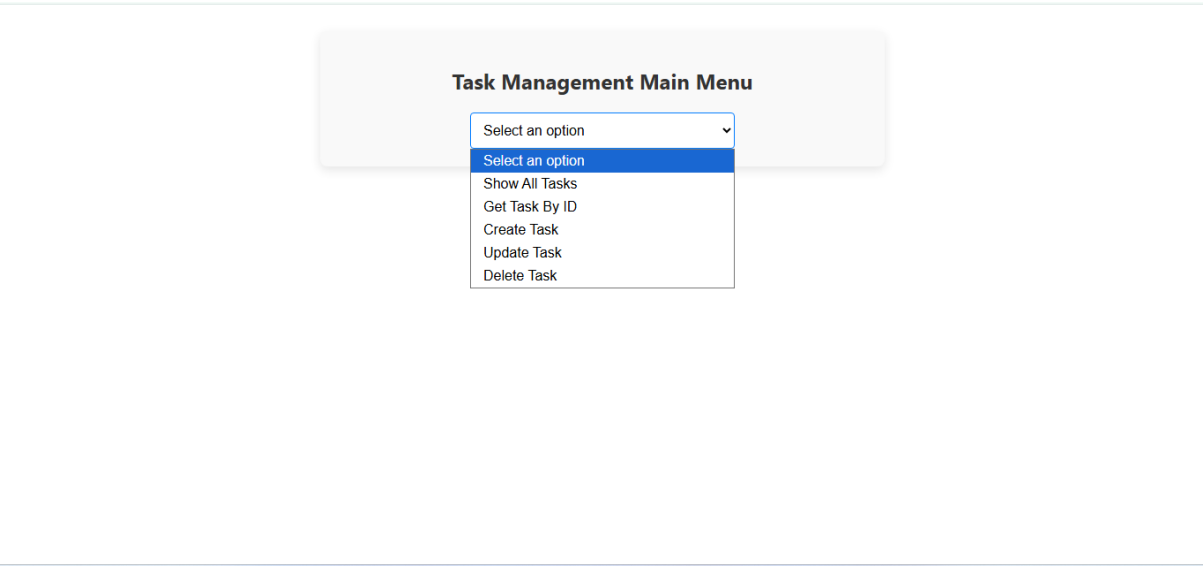 Task Management Main Menu
Select an option
Select an option
Show All Tasks
Get Task By ID
Create Task
Update Task
Delete Task